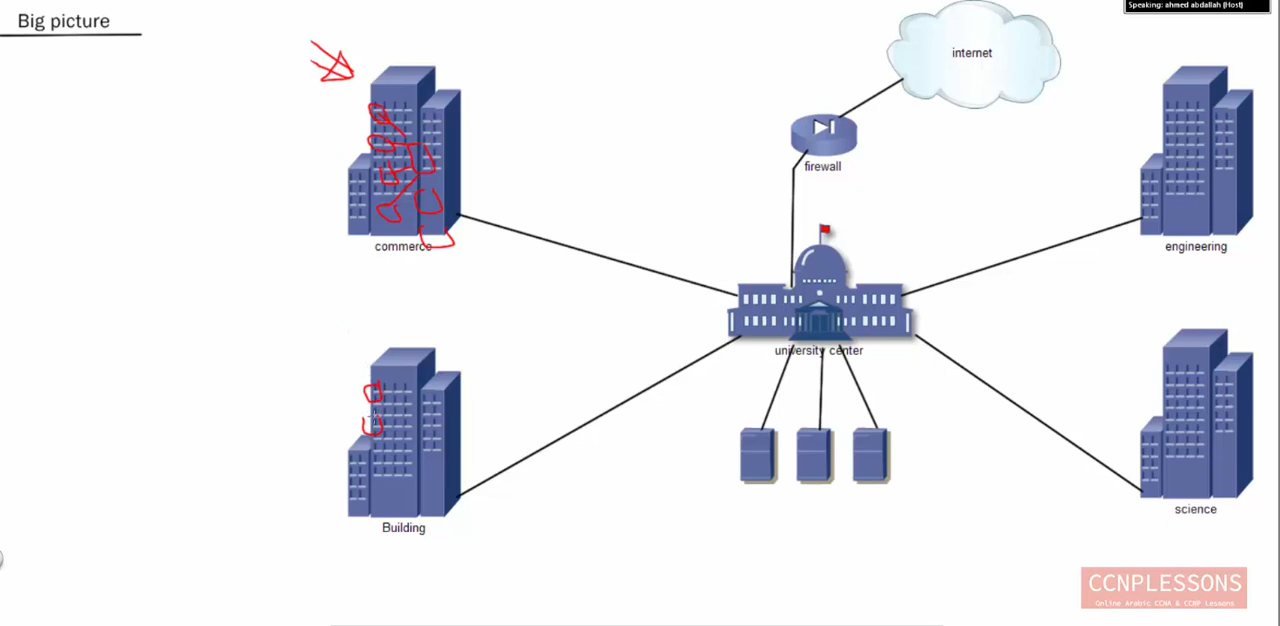 Speaking: ahmed abdallah (Host)
Big picture
internet
firewall
commerce
engineering
university center
Building
science
CCNPLESSONS
Online Arabic CCNA & CCNP Lessons